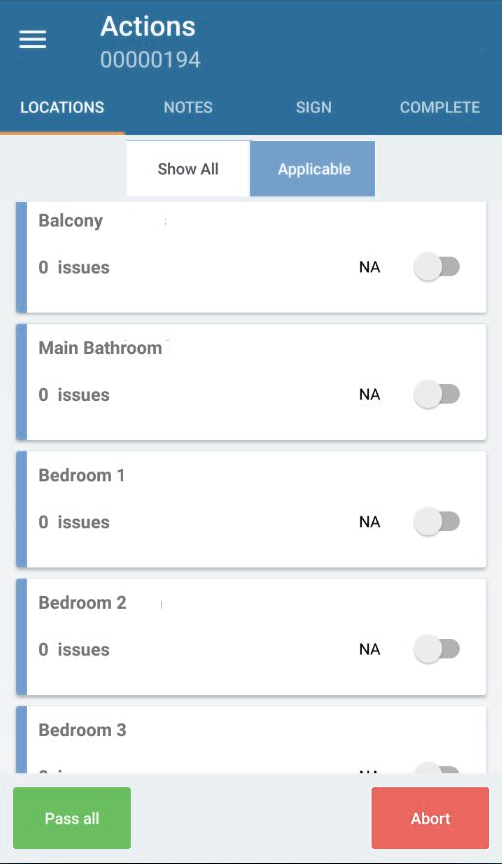 Actions
00000194
LOCATIONS NOTES SIGN COMPLETE
Show All Applicable
Balcony
0 issues NA
Main Bathroom
0 issues NA
Bedroom 1
0 issues NA
Bedroom 2
0 issues NA
Bedroom 3
Pass all Abort